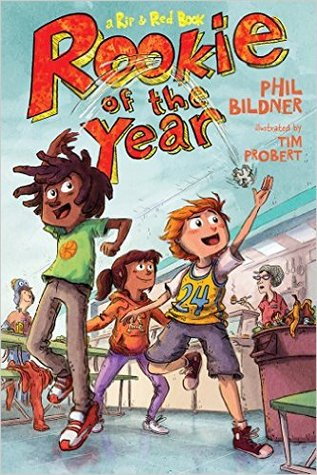 a Rip & Red Book
Rookie
of the
Year
PHIL
BILDNER
illustrated by
TIM
PROBERT
24